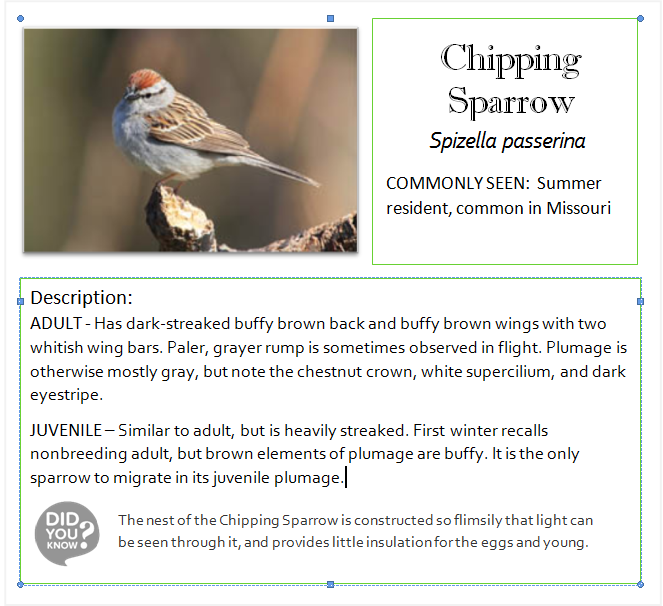 Chipping
Sparrow
Spizella passerina
COMMONLY SEEN: Summer
resident, common in Missouri
Description:
ADULT - Has dark-streaked buffy brown back and buffy brown wings with two
whitish wing bars. Paler, grayer rump is sometimes observed in flight. Plumage is
otherwise mostly gray, but note the chestnut crown, white supercilium, and dark
eyestripe.
JUVENILE – Similar to adult, but is heavily streaked. First winter recalls
nonbreeding adult, but brown elements of plumage are buffy. It is the only
sparrow to migrate in its juvenile plumage.
DID
YOU
KNOW?
The nest of the Chipping Sparrow is constructed so flimsily that light can
be seen through it, and provides little insulation for the eggs and young.